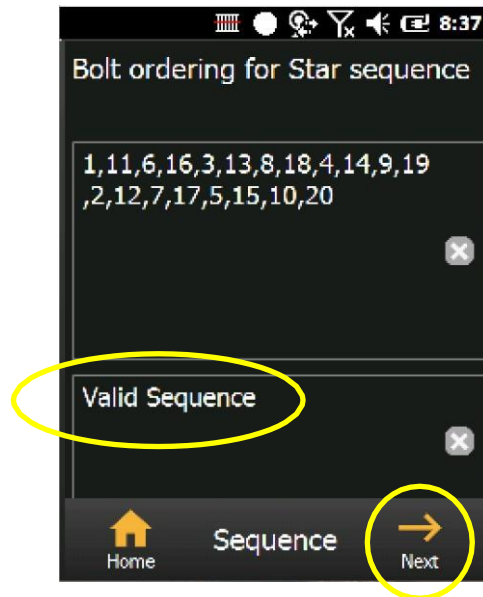 8:37
Bolt ordering for Star sequence
1,11,6,16,3,13,8,18,4,14,9,19
,2,12,7,17,5,15,10,20
Valid Sequence
Home
Sequence
Next